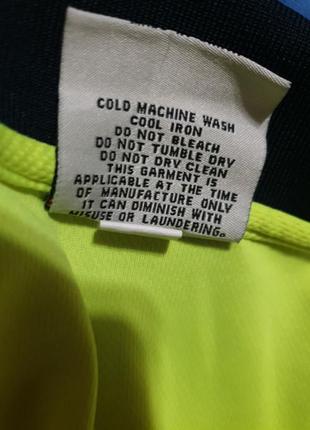 COLD MACHINE WASH
COOL IRON
DO NOT BLEACH
DO NOT TUMBLE DRY
DO NOT DRY CLEAN
THIS GARMENT IS
APPLICABLE AT THE TIME
OF MANUFACTURE ONLY
IT CAN DIMINISH WITH
MISUSE OR LAUNDERING.